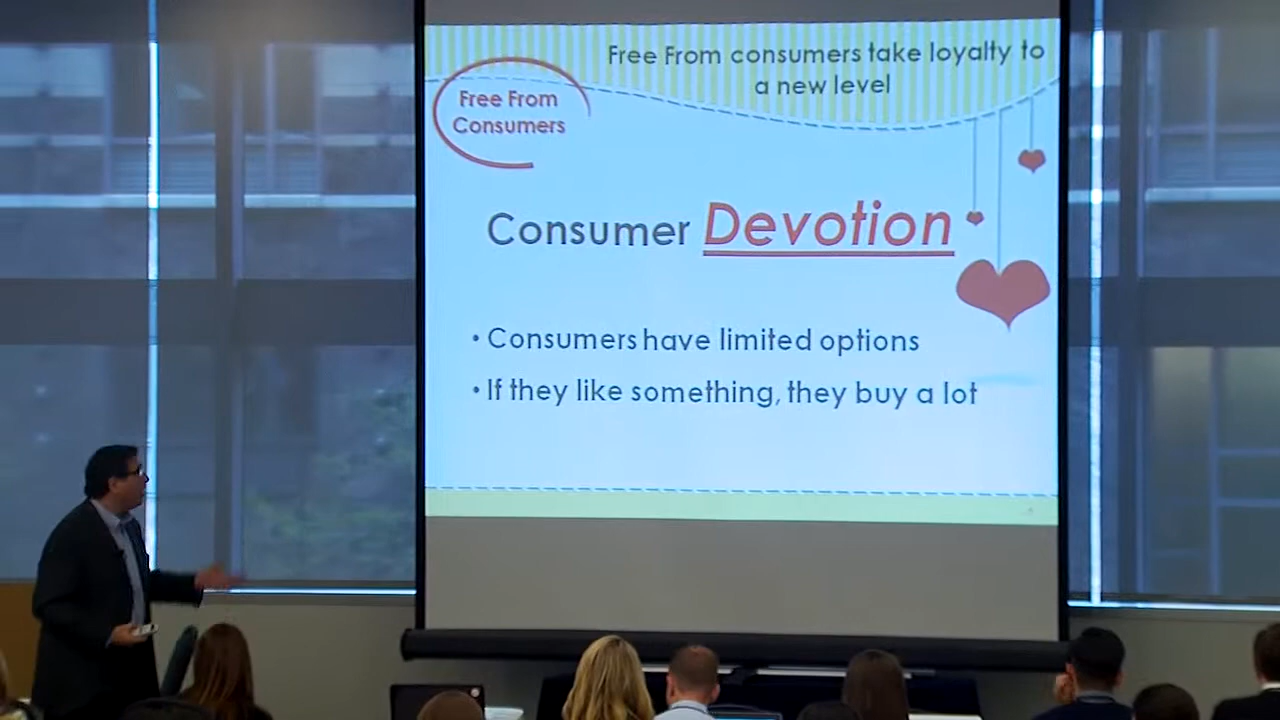 Free From consumers take loyalty to
a new level
Free From
Consumers
Consumer Devotion
• Consumers have limited options
• If they like something, they buy a lot